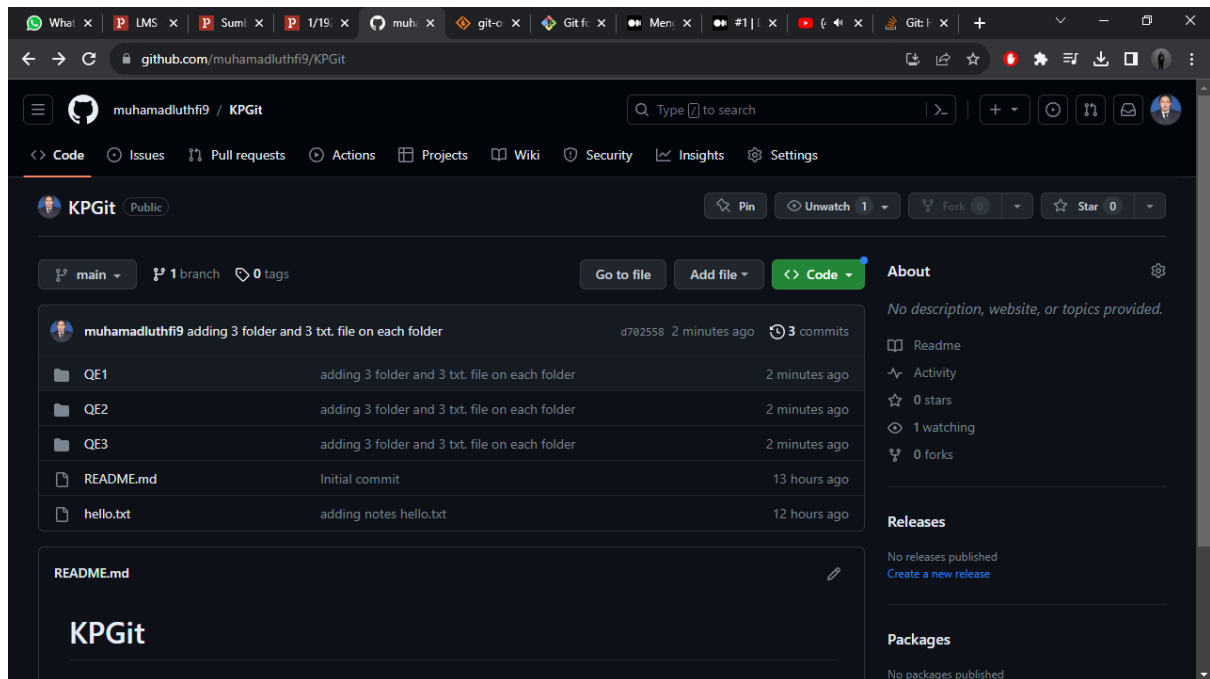 What
LMS
Sum
1/19
muha
git-o
Git fo
Men
#1 | [
(
Git: H
github.com/muhamadluthfi9/KPGit
muhamadluthfi9 / KPGit
Type / to search
Code Issues Pull requests Actions Projects Wiki Security Insights Settings
KPGit Public
Pin Unwatch 1 Fork 0 Star 0
main 1 branch 0 tags
Go to file Add file Code
muhamadluthfi9 adding 3 folder and 3 txt. file on each folder d702558 2 minutes ago 3 commits
QE1 adding 3 folder and 3 txt. file on each folder 2 minutes ago
QE2 adding 3 folder and 3 txt. file on each folder 2 minutes ago
QE3 adding 3 folder and 3 txt. file on each folder 2 minutes ago
README.md Initial commit 13 hours ago
hello.txt adding notes hello.txt 12 hours ago
README.md
KPGit
About
No description, website, or topics provided.
Readme
Activity
0 stars
1 watching
0 forks
Releases
No releases published
Create a new release
Packages
No packages published